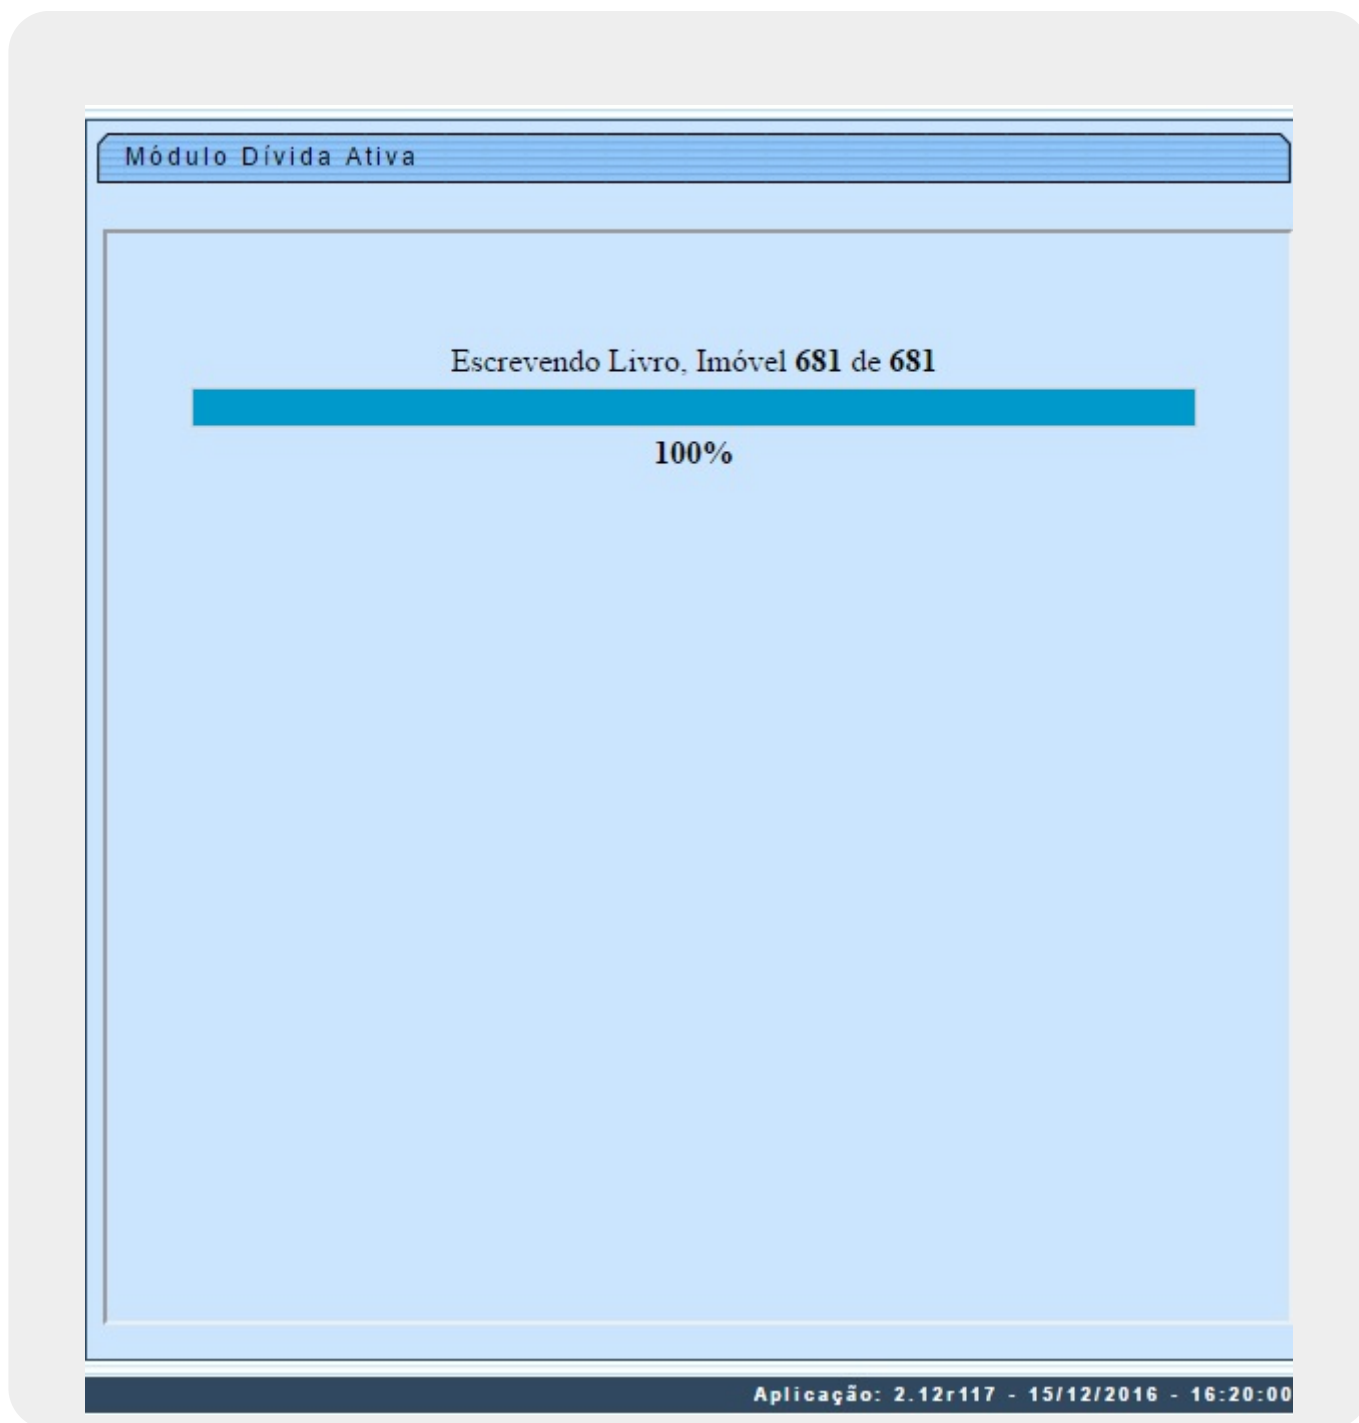 Módulo Dívida Ativa
Escrevendo Livro, Imóvel 681 de 681
100%
Aplicação: 2.12r117 - 15/12/2016 - 16:20:00